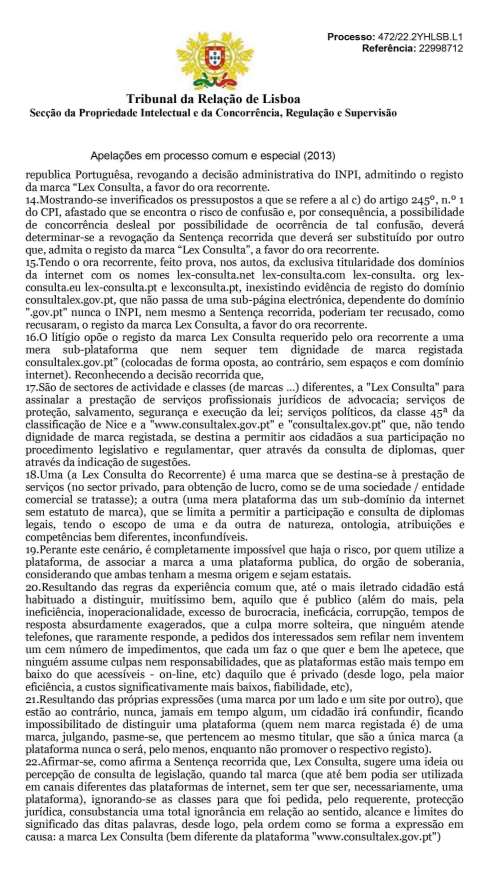 Processo: 472/22.2YHLSB.L1
Referência: 22998712
Tribunal da Relação de Lisboa
Secção da Propriedade Intelectual e da Concorrência, Regulação e Supervisão
Apelações em processo comum e especial (2013)
republica Portuguêsa, revogando a decisão administrativa do INPI, admitindo o registo
da marca “Lex Consulta, a favor do ora recorrente.
14.Mostrando-se inverificados os pressupostos a que se refere a al c) do artigo 245º, n.º 1
do CPI, afastado que se encontra o risco de confusão e, por consequência, a possibilidade
de concorrência desleal por possibilidade de ocorrência de tal confusão, deverá
determinar-se a revogação da Sentença recorrida que deverá ser substituído por outro
que, admita o registo da marca “Lex Consulta”, a favor do ora recorrente.
15.Tendo o ora recorrente, feito prova, nos autos, da exclusiva titularidade dos domínios
da internet com os nomes lex-consulta.net lex-consulta.com lex-consulta. org lex-
consulta.eu lex-consulta.pt e lexconsulta.pt, inexistindo evidência de registo do domínio
consultalex.gov.pt, que não passa de uma sub-página electrónica, dependente do domínio
".gov.pt" nunca o INPI, nem mesmo a Sentença recorrida, poderiam ter recusado, como
recusaram, o registo da marca Lex Consulta, a favor do ora recorrente.
16.O litígio opõe o registo da marca Lex Consulta requerido pelo ora recorrente a uma
mera sub-plataforma que nem sequer tem dignidade de marca registada
consultalex.gov.pt” (colocadas de forma oposta, ao contrário, sem espaços e com domínio
internet). Reconhecendo a decisão recorrida que,
17.São de sectores de actividade e classes (de marcas ...) diferentes, a "Lex Consulta" para
assinalar a prestação de serviços profissionais jurídicos de advocacia; serviços de
proteção, salvamento, segurança e execução da lei; serviços políticos, da classe 45ª da
classificação de Nice e a "www.consultalex.gov.pt" e "consultalex.gov.pt" que, não tendo
dignidade de marca registada, se destina a permitir aos cidadãos a sua participação no
procedimento legislativo e regulamentar, quer através da consulta de diplomas, quer
através da indicação de sugestões.
18.Uma (a Lex Consulta do Recorrente) é uma marca que se destina-se à prestação de
serviços (no sector privado, para obtenção de lucro, como se de uma sociedade / entidade
comercial se tratasse); a outra (uma mera plataforma das um sub-domínio da internet
sem estatuto de marca), que se limita a permitir a participação e consulta de diplomas
legais, tendo o escopo de uma e da outra de natureza, ontologia, atribuições e
competências bem diferentes, inconfundíveis.
19.Perante este cenário, é completamente impossível que haja o risco, por quem utilize a
plataforma, de associar a marca a uma plataforma publica, do orgão de soberania,
considerando que ambas tenham a mesma origem e sejam estatais.
20.Resultando das regras da experiência comum que, até o mais iletrado cidadão está
habituado a distinguir, muitíssimo bem, aquilo que é publico (além do mais, pela
ineficiência, inoperacionalidade, excesso de burocracia, ineficácia, corrupção, tempos de
resposta absurdamente exagerados, que a culpa morre solteira, que ninguém atende
telefones, que raramente responde, a pedidos dos interessados sem refilar nem inventem
um cem número de impedimentos, que cada um faz o que quer e bem lhe apetece, que
ninguém assume culpas nem responsabilidades, que as plataformas estão mais tempo em
baixo do que acessíveis - on-line, etc) daquilo que é privado (desde logo, pela maior
eficiência, a custos significativamente mais baixos, fiabilidade, etc),
21.Resultando das próprias expressões (uma marca por um lado e um site por outro), que
estão ao contrário, nunca, jamais em tempo algum, um cidadão irá confundir, ficando
impossibilitado de distinguir uma plataforma (quem nem marca registada é) de uma
marca, julgando, pasme-se, que pertencem ao mesmo titular, que são a única marca (a
plataforma nunca o será, pelo menos, enquanto não promover o respectivo registo).
22.Afirmar-se, como afirma a Sentença recorrida que, Lex Consulta, sugere uma ideia ou
percepção de consulta de legislação, quando tal marca (que até bem podia ser utilizada
em canais diferentes das plataformas de internet, sem ter que ser, necessariamente, uma
plataforma), ignorando-se as classes para que foi pedida, pelo requerente, protecção
jurídica, consubstancia uma total ignorância em relação ao sentido, alcance e limites do
significado das ditas palavras, desde logo, pela ordem como se forma a expressão em
causa: a marca Lex Consulta (bem diferente da plataforma "www.consultalex.gov.pt")